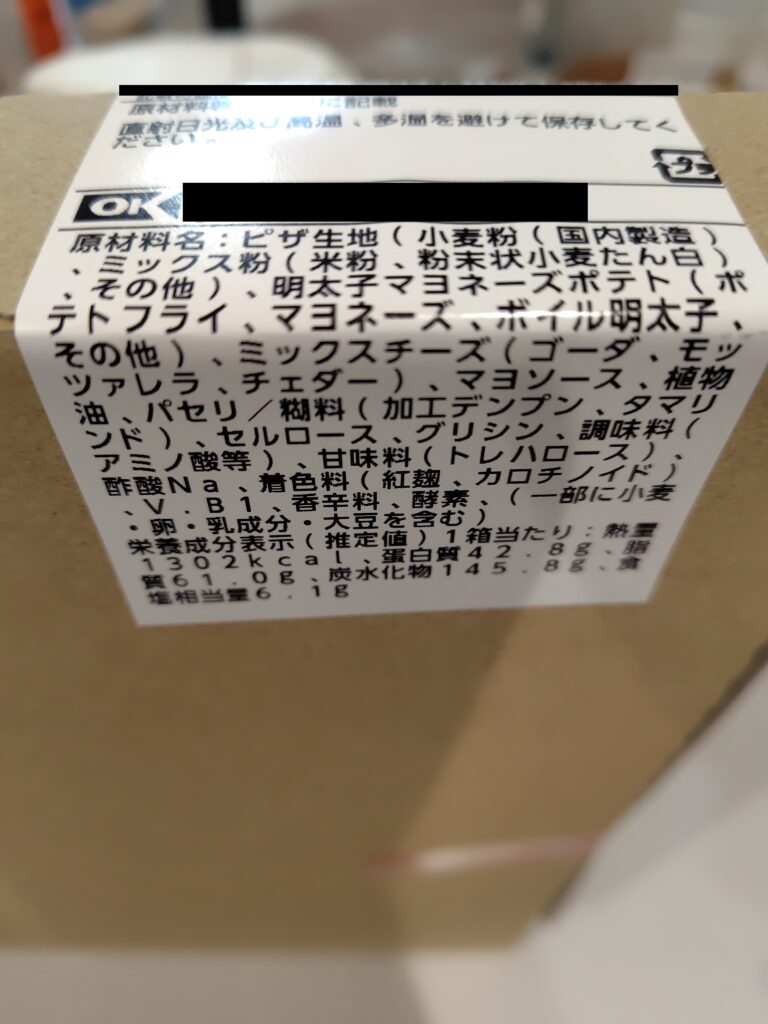 原材料名 に記載
直射日光及び高温、多湿を避けて保存してく
ださい。
プラ
OK
原材料名：ピザ生地（小麦粉（国内製造）
、ミックス粉（米粉、粉末状小麦たん白）
、その他）、明太子マヨネーズポテト（ポ
テトフライ、マヨネーズ、ボイル明太子、
その他）、ミックスチーズ（ゴーダ、モッ
ツァレラ、チェダー）、マヨソース、植物
油、パセリ／糊料（加工デンプン、タマリ
ンド）、セルロース、グリシン、調味料（
アミノ酸等）、甘味料（トレハロース）、
酢酸Ｎａ、着色料（紅麹、カロチノイド）
、Ｖ．Ｂ１、香辛料、酵素、（一部に小麦
・卵・乳成分・大豆を含む）
栄養成分表示（推定値）１箱当たり：熱量
１３０２ｋｃａｌ、蛋白質４２．８ｇ、脂
質６１．０ｇ、炭水化物１４５．８ｇ、食
塩相当量６．１ｇ